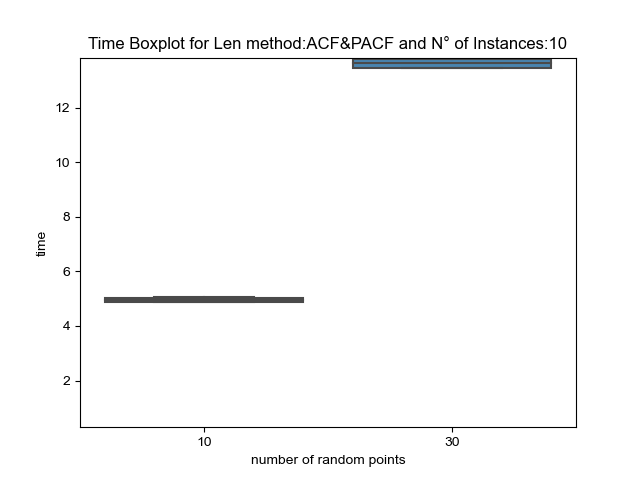 Time Boxplot for Len method:ACF&PACF and N° of Instances:10
12
10
8
6
4
2
time
10 30
number of random points